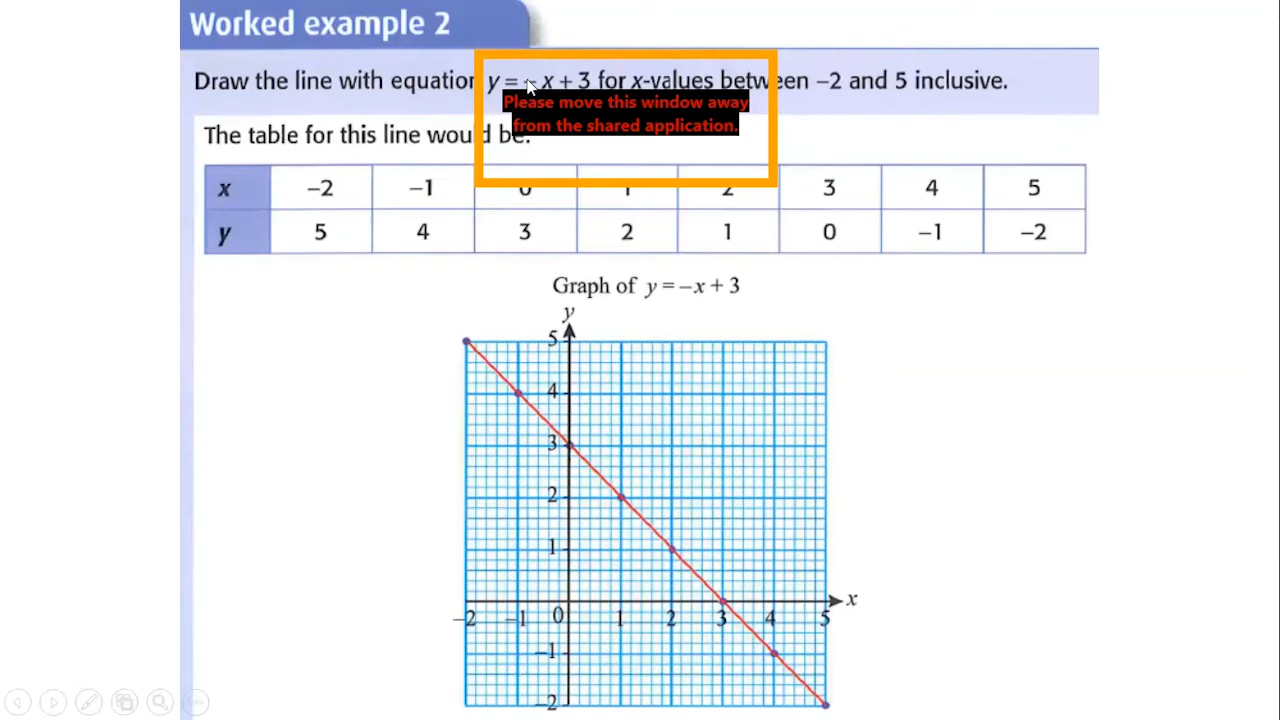 Worked example 2
Draw the line with equation y = –x + 3 for x-values between –2 and 5 inclusive.
Please move this window away
from the shared application.
The table for this line would be:
x –2 –1 0 1 2 3 4 5
y 5 4 3 2 1 0 –1 –2
Graph of y = –x + 3
y
5
4
3
2
1
x
–2 –1 0 1 2 3 4 5
–1
–2